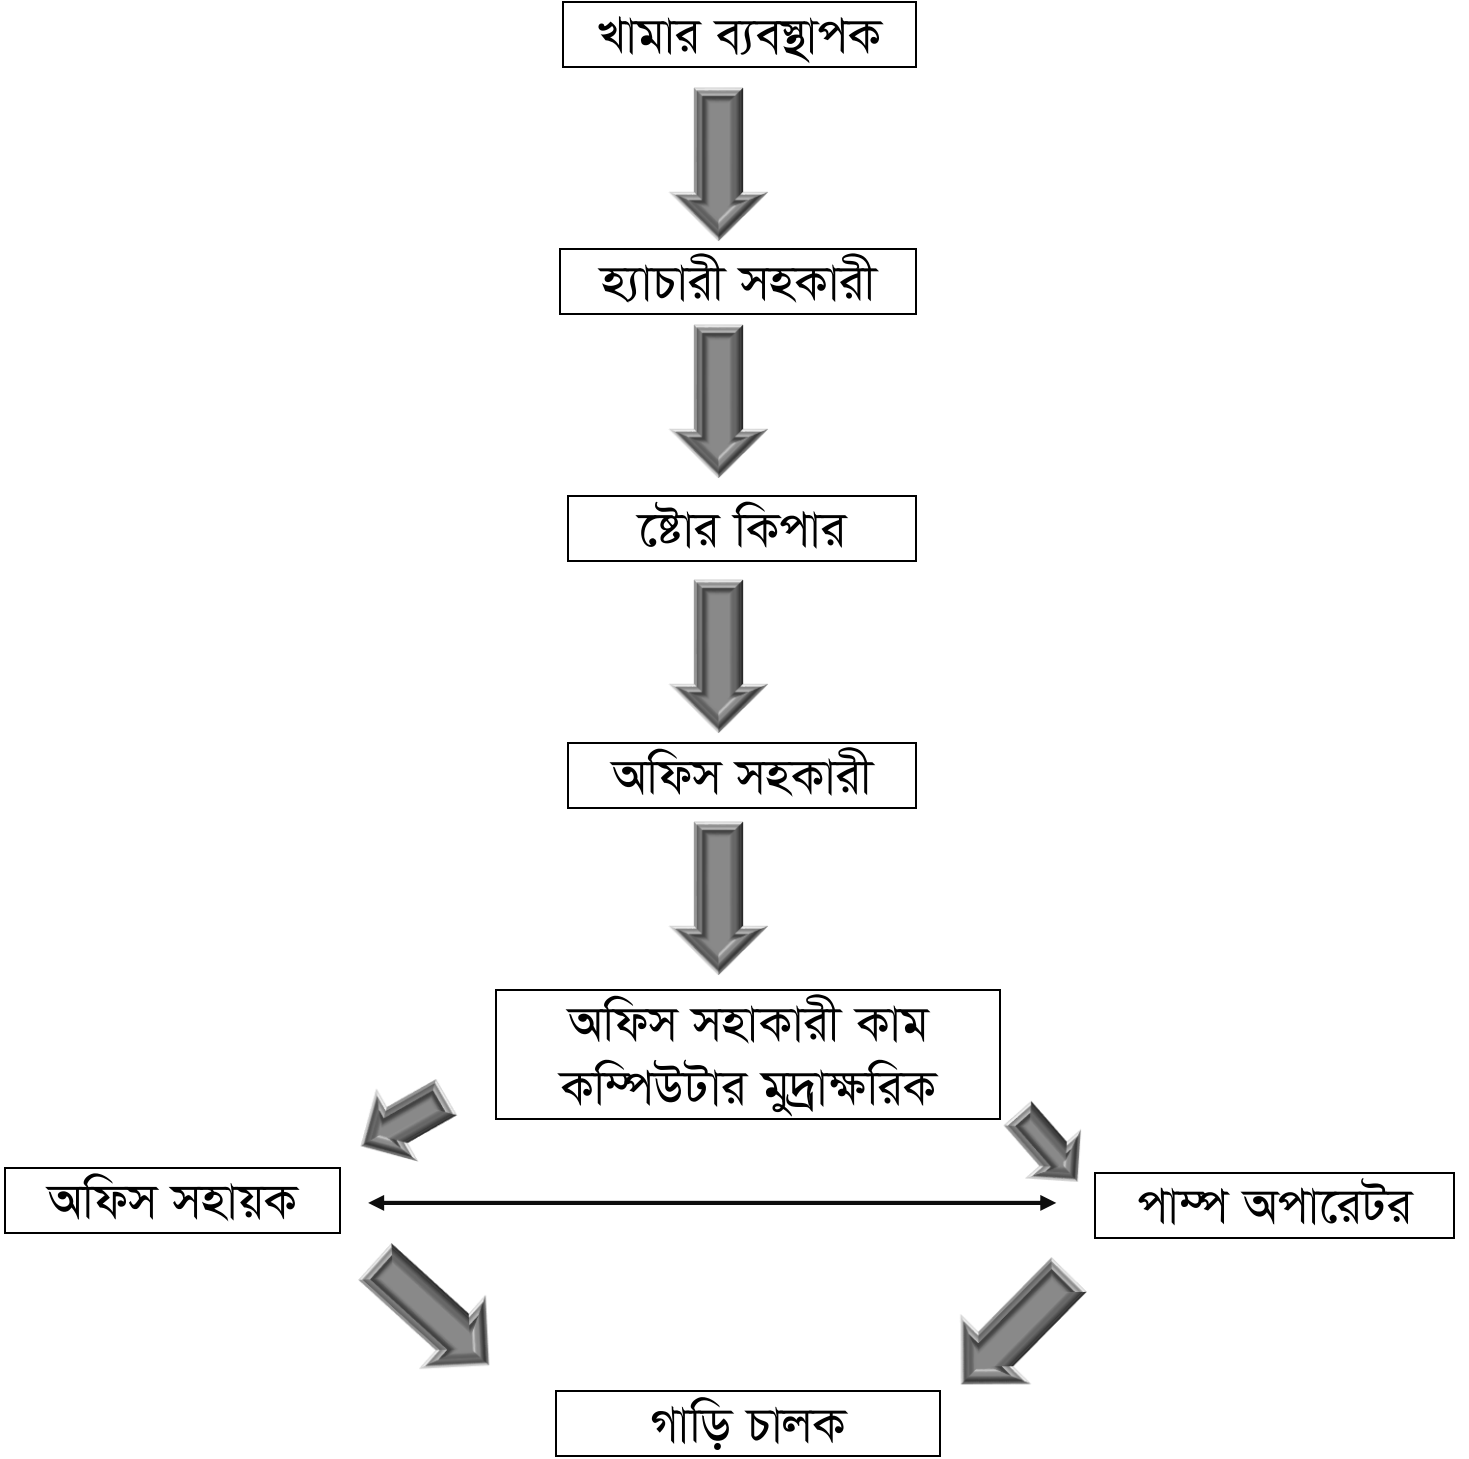 খামার ব্যবস্থাপক
হ্যাচারী সহকারী
ষ্টোর কিপার
অফিস সহকারী
অফিস সহাকারী কাম
কম্পিউটার মুদ্রাক্ষরিক
অফিস সহায়ক
পাম্প অপারেটর
গাড়ি চালক